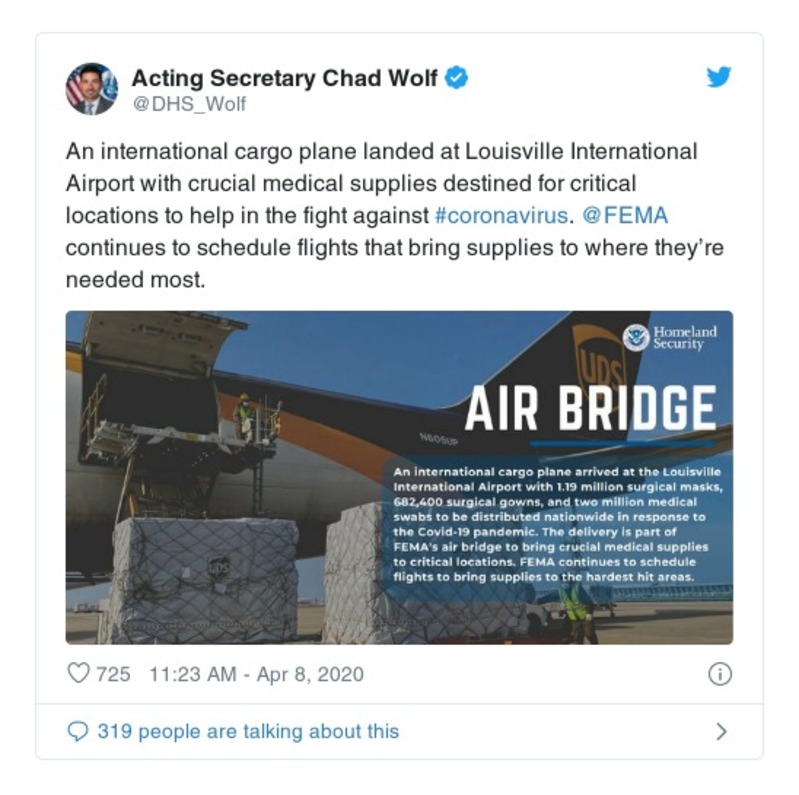 Acting Secretary Chad Wolf
@DHS_Wolf
An international cargo plane landed at Louisville International
Airport with crucial medical supplies destined for critical
locations to help in the fight against #coronavirus. @FEMA
continues to schedule flights that bring supplies to where they’re
needed most.
Homeland
Security
ups
AIR BRIDGE
N605UP
An international cargo plane arrived at the Louisville
International Airport with 1.19 million surgical masks,
682,400 surgical gowns, and two million medical
swabs to be distributed nationwide in response to
the Covid-19 pandemic. The delivery is part of
FEMA's air bridge to bring crucial medical supplies
to critical locations. FEMA continues to schedule
flights to bring supplies to the hardest hit areas.
ups
725 11:23 AM - Apr 8, 2020
319 people are talking about this